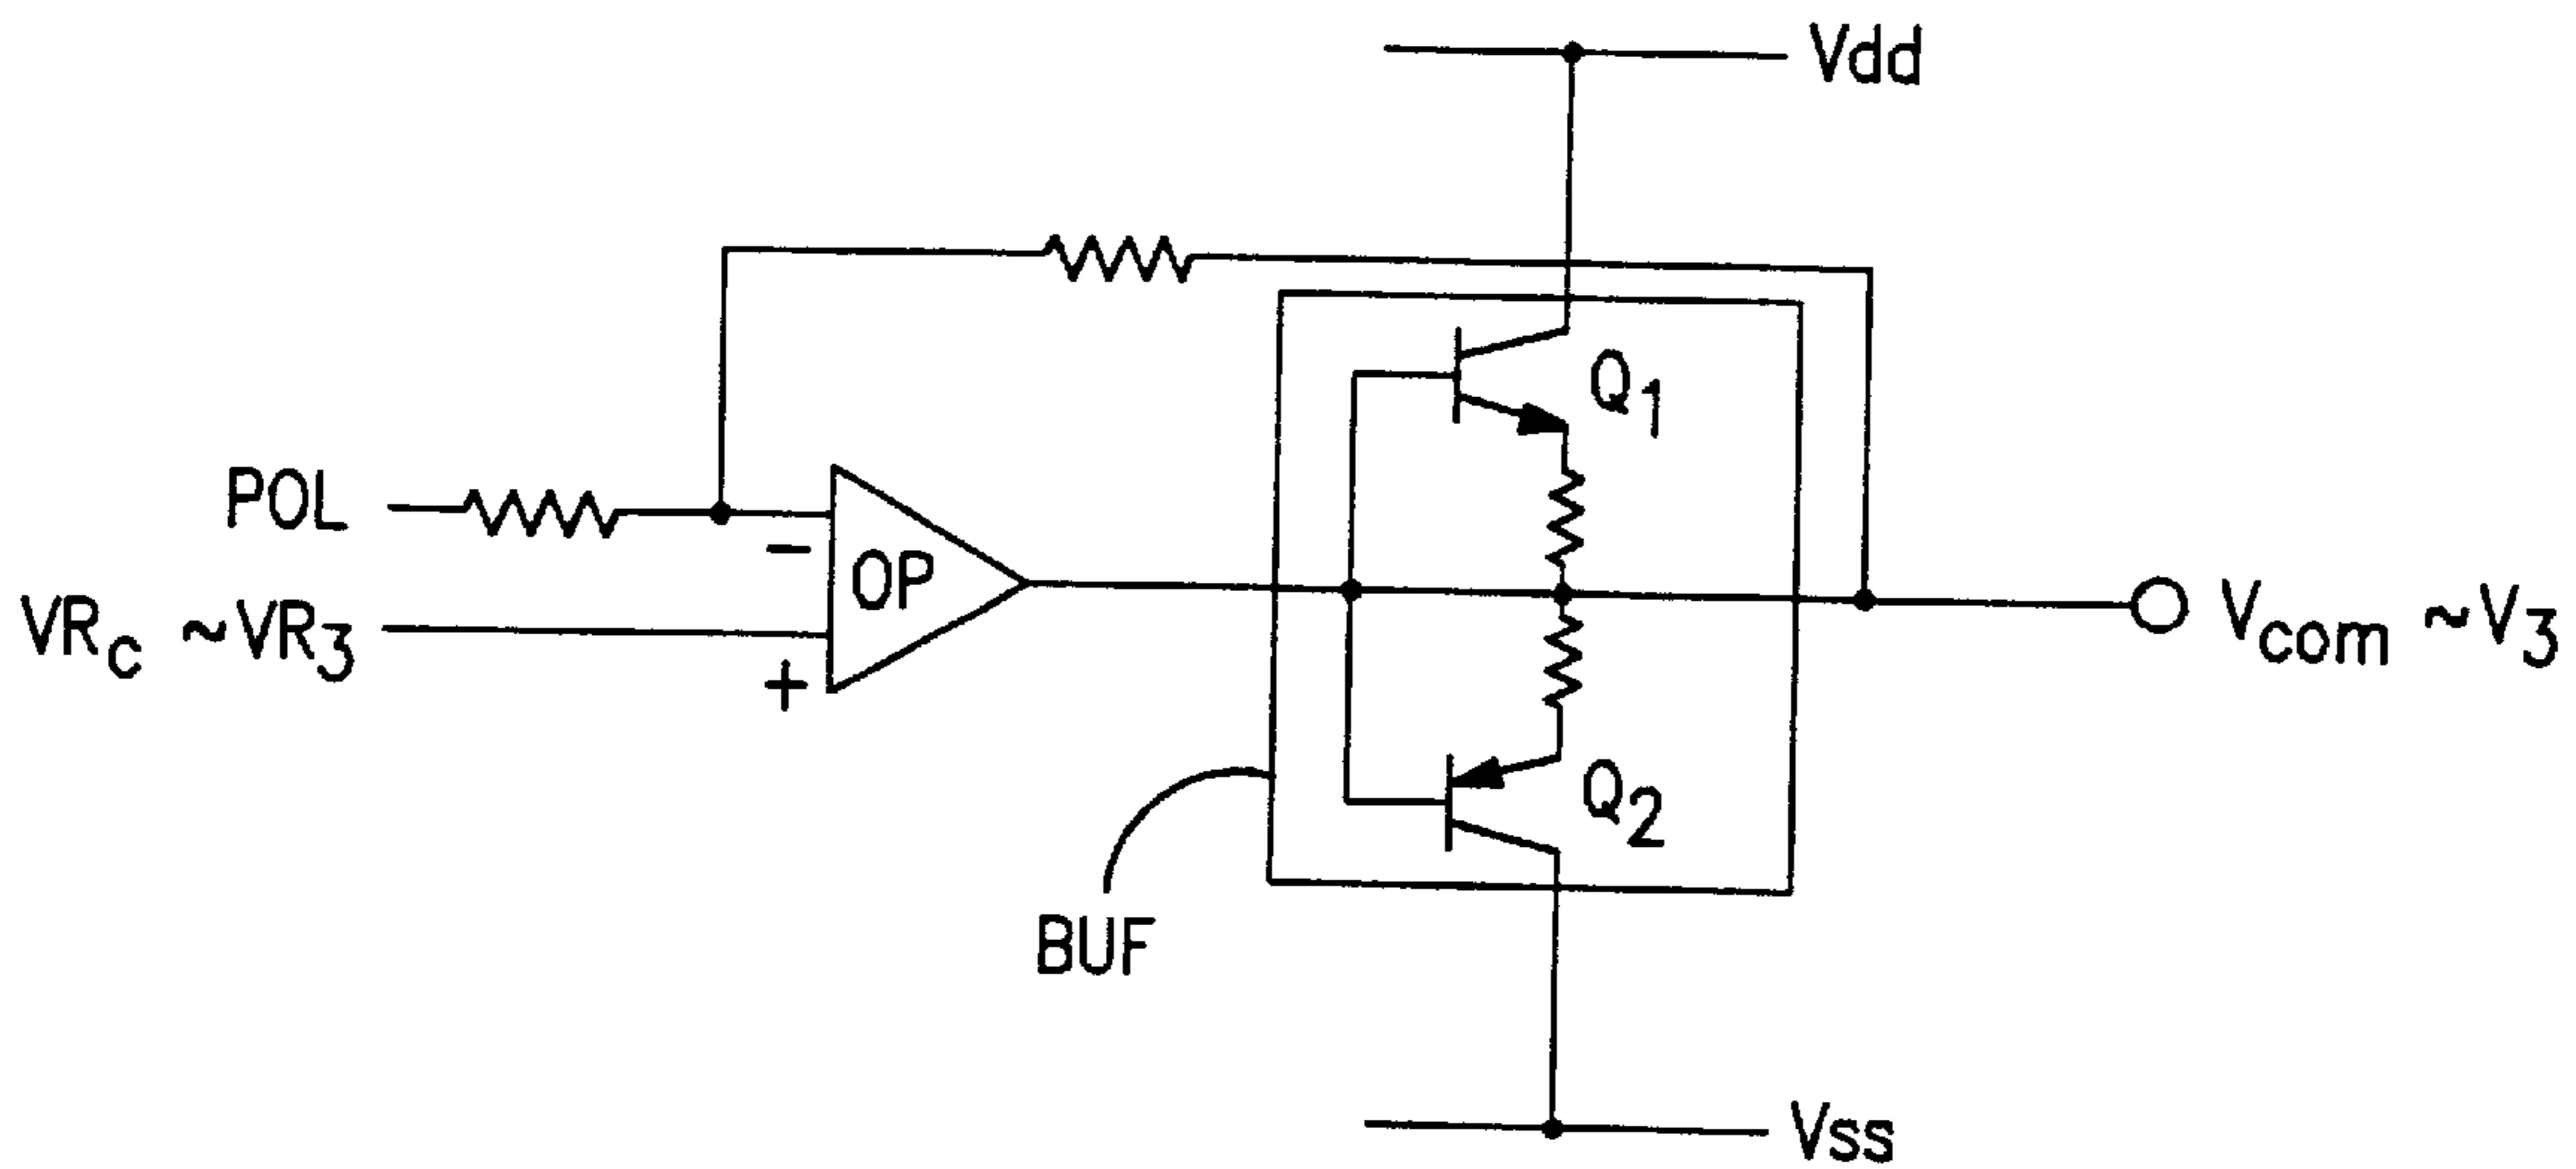 Vdd
Q1
POL
−
OP
VRc ~VR3
+
Vcom ~V3
Q2
BUF
Vss